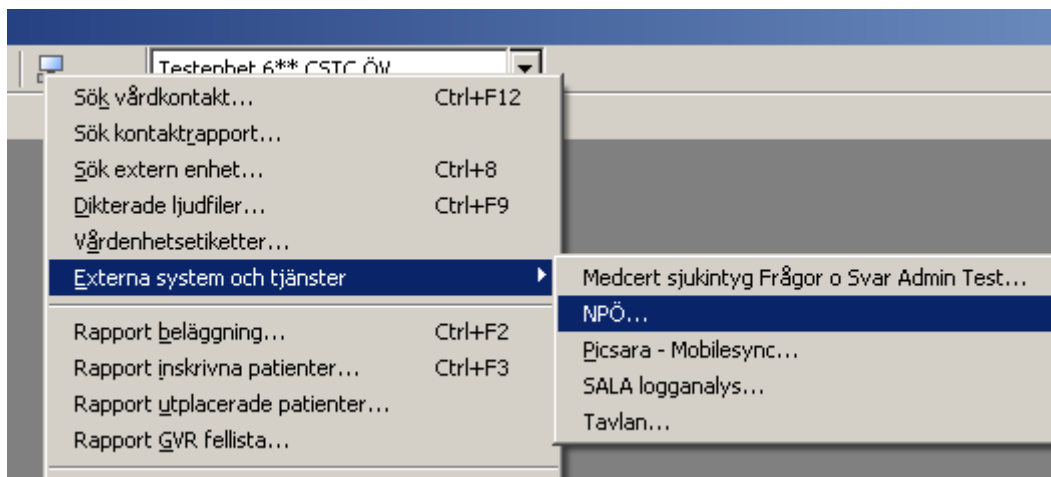 Testenhet 6** CSTC ÖV
Sök vårdkontakt... Ctrl+F12
Sök kontaktrapport...
Sök extern enhet... Ctrl+8
Dikterade ljudfiler... Ctrl+F9
Vårdenhetsetiketter...
Externa system och tjänster
Medcert sjukintyg Frågor o Svar Admin Test...
NPÖ...
Picsara - Mobilesync...
SALA logganalys...
Tavlan...
Rapport beläggning... Ctrl+F2
Rapport inskrivna patienter... Ctrl+F3
Rapport utplacerade patienter...
Rapport GVR fellista...